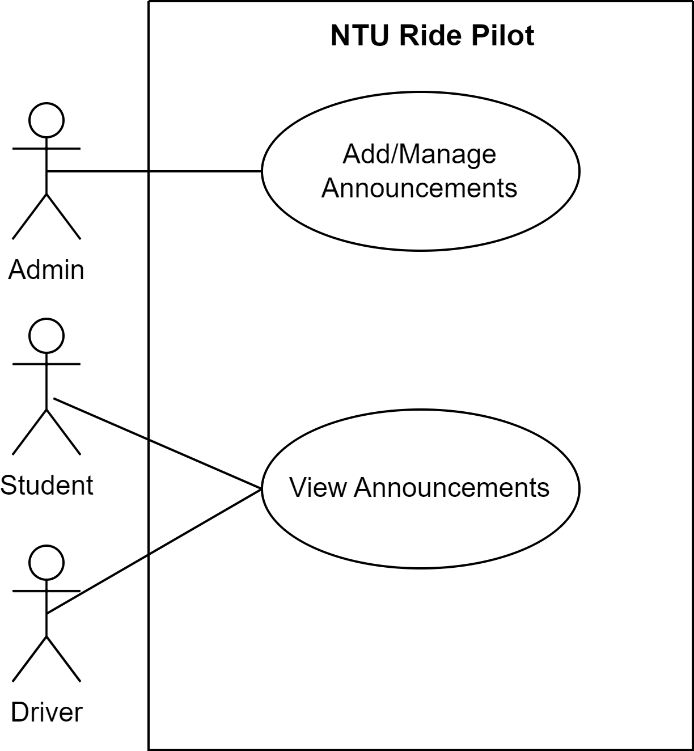 NTU Ride Pilot
Add/Manage
Announcements
Admin
Student
View Announcements
Driver